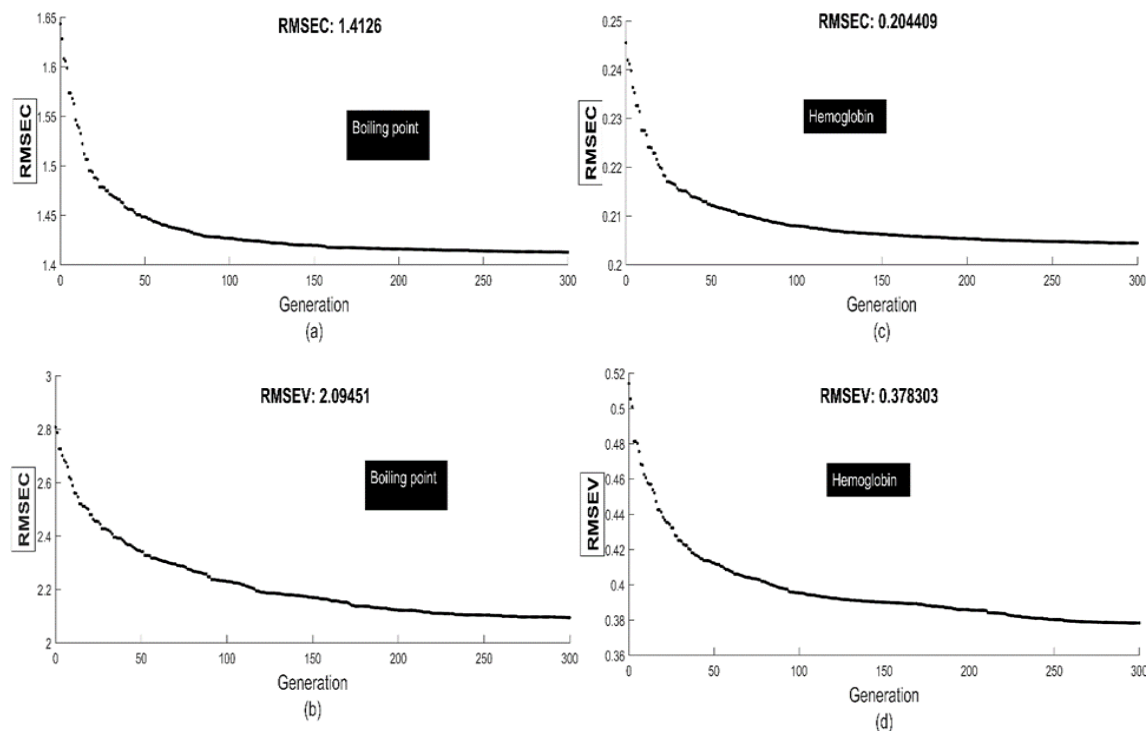 RMSEC: 1.4126
1.65
1.6
1.55
1.5
1.45
1.4
RMSEC
Boiling point
0 50 100 150 200 250 300
Generation
(a)
RMSEC: 0.204409
0.25
0.24
0.23
0.22
0.21
0.2
RMSEC
Hemoglobin
0 50 100 150 200 250 300
Generation
(c)
RMSEV: 2.09451
3
2.8
2.6
2.4
2.2
2
RMSEC
Boiling point
0 50 100 150 200 250 300
Generation
(b)
RMSEV: 0.378303
0.52
0.5
0.48
0.46
0.44
0.42
0.4
0.38
0.36
RMSEV
Hemoglobin
0 50 100 150 200 250 300
Generation
(d)